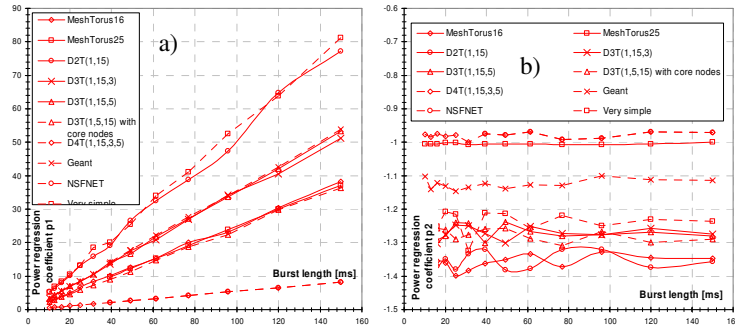 90
80
70
60
50
40
30
20
10
0
Power regression
coefficient p1
MeshTorus16
MeshTorus25
D2T(1,15)
D3T(1,15,3)
D3T(1,15,5)
D3T(1,5,15) with
core nodes
D4T(1,15,3,5)
Geant
NSFNET
Very simple
a)
Burst length [ms]
0 20 40 60 80 100 120 140 160
-0.6
-0.7
-0.8
-0.9
-1
-1.1
-1.2
-1.3
-1.4
-1.5
Power regression
coefficient p2
MeshTorus16 MeshTorus25
D2T(1,15) D3T(1,15,3)
D3T(1,15,5) D3T(1,5,15) with core nodes
D4T(1,15,3,5) Geant
NSFNET Very simple
b)
Burst length [ms]
0 20 40 60 80 100 120 140 16